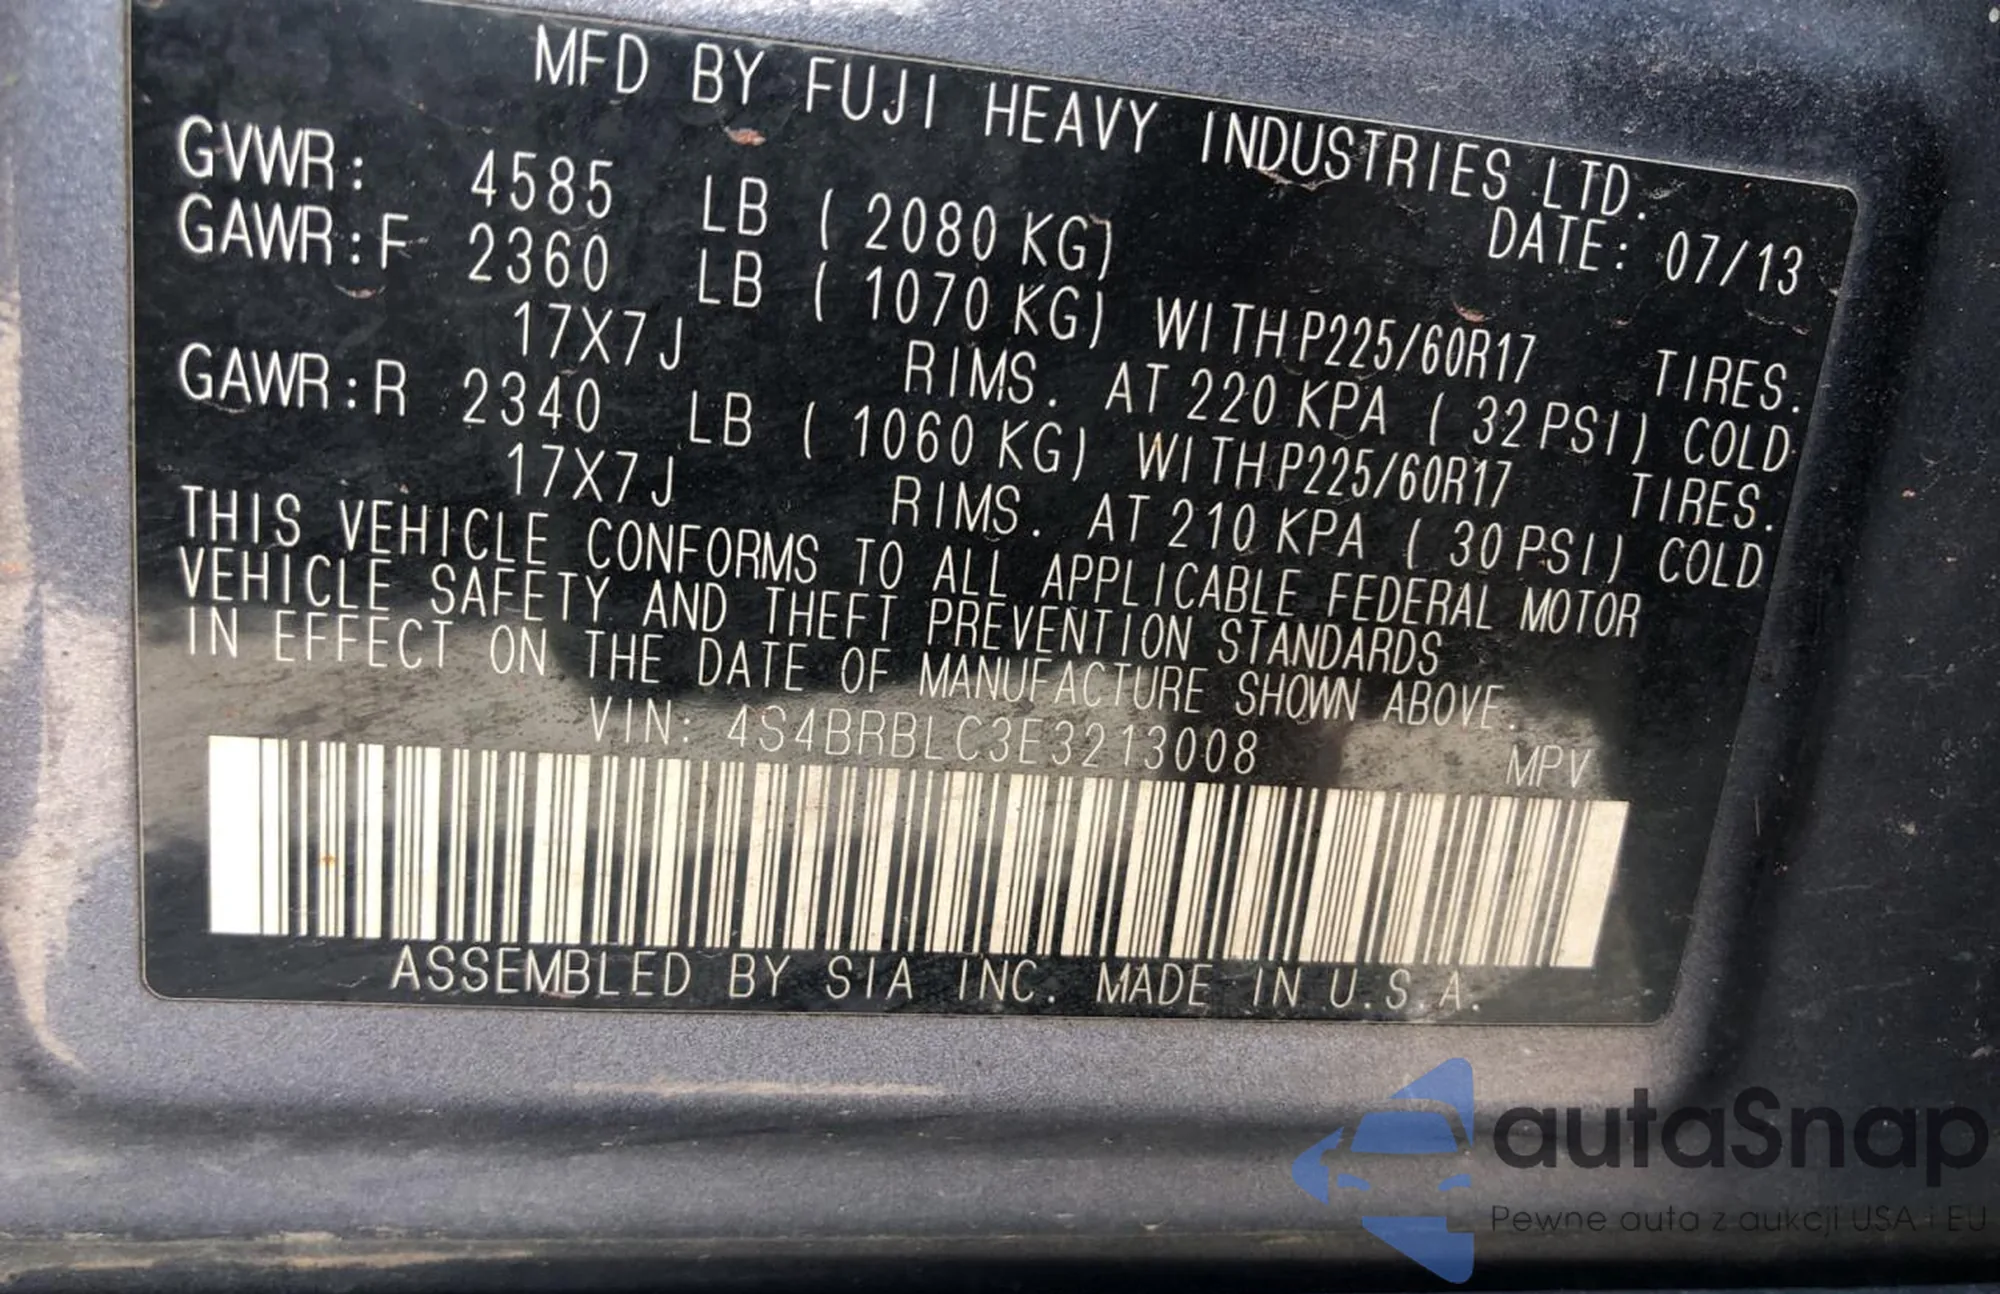 MFD BY FUJI HEAVY INDUSTRIES LTD.
DATE: 07/13
GVWR: 4585 LB ( 2080 KG)
GAWR:F 2360 LB ( 1070 KG) WITH P225/60R17 TIRES.
17X7J RIMS. AT 220 KPA ( 32 PSI) COLD
GAWR:R 2340 LB ( 1060 KG) WITH P225/60R17 TIRES.
17X7J RIMS. AT 210 KPA ( 30 PSI) COLD
THIS VEHICLE CONFORMS TO ALL APPLICABLE FEDERAL MOTOR
VEHICLE SAFETY AND THEFT PREVENTION STANDARDS
IN EFFECT ON THE DATE OF MANUFACTURE SHOWN ABOVE.
VIN: 4S4BRBLC3E3213008 MPV
ASSEMBLED BY SIA INC. MADE IN U.S.A.
autaSnap
Pewne auta z aukcji USA i EU